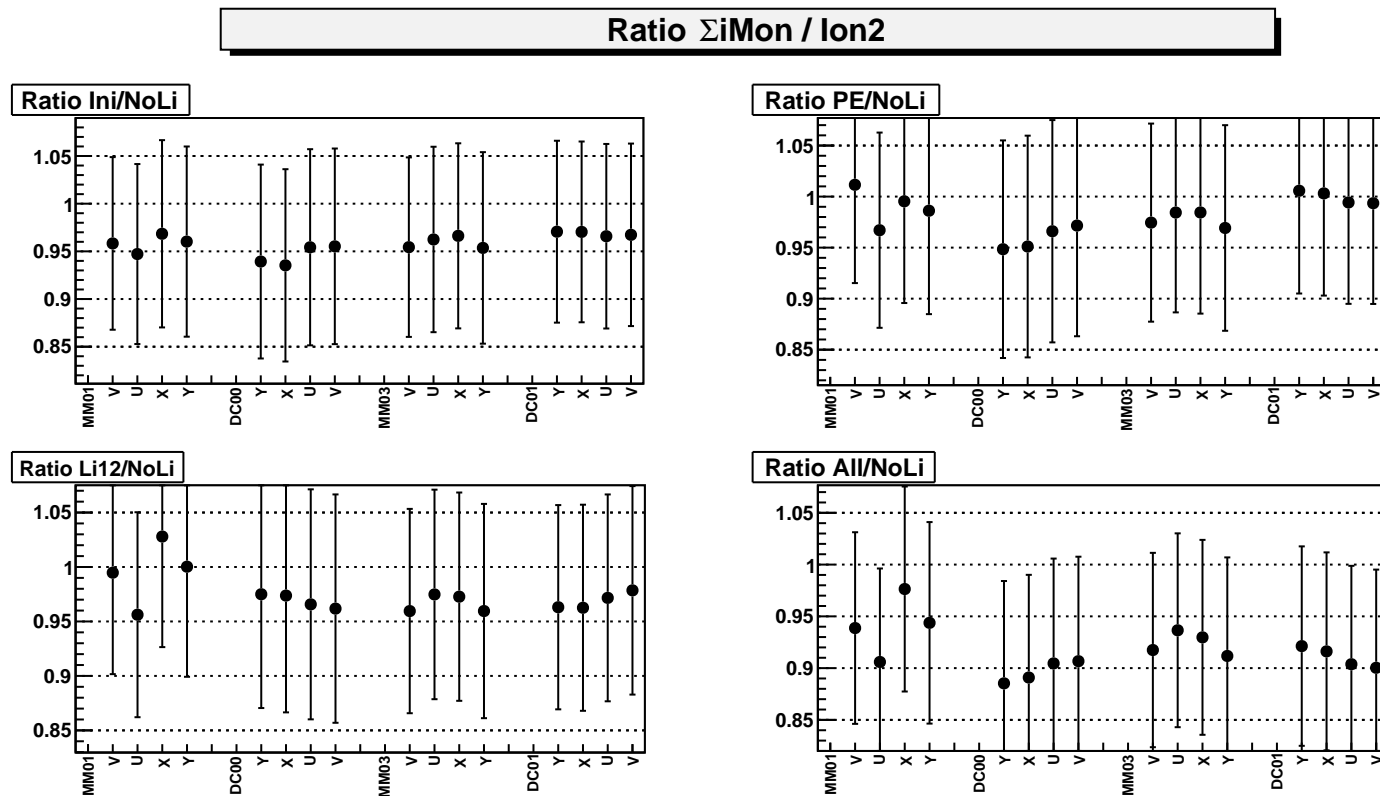 Ratio ΣiMon / Ion2
Ratio Ini/NoLi
1.05
1
0.95
0.9
0.85
MM01 V U X Y DC00 Y X U V MM03 V U X Y DC01 Y X U V
Ratio PE/NoLi
1.05
1
0.95
0.9
0.85
MM01 V U X Y DC00 Y X U V MM03 V U X Y DC01 Y X U V
Ratio Li12/NoLi
1.05
1
0.95
0.9
0.85
MM01 V U X Y DC00 Y X U V MM03 V U X Y DC01 Y X U V
Ratio All/NoLi
1.05
1
0.95
0.9
0.85
MM01 V U X Y DC00 Y X U V MM03 V U X Y DC01 Y X U V